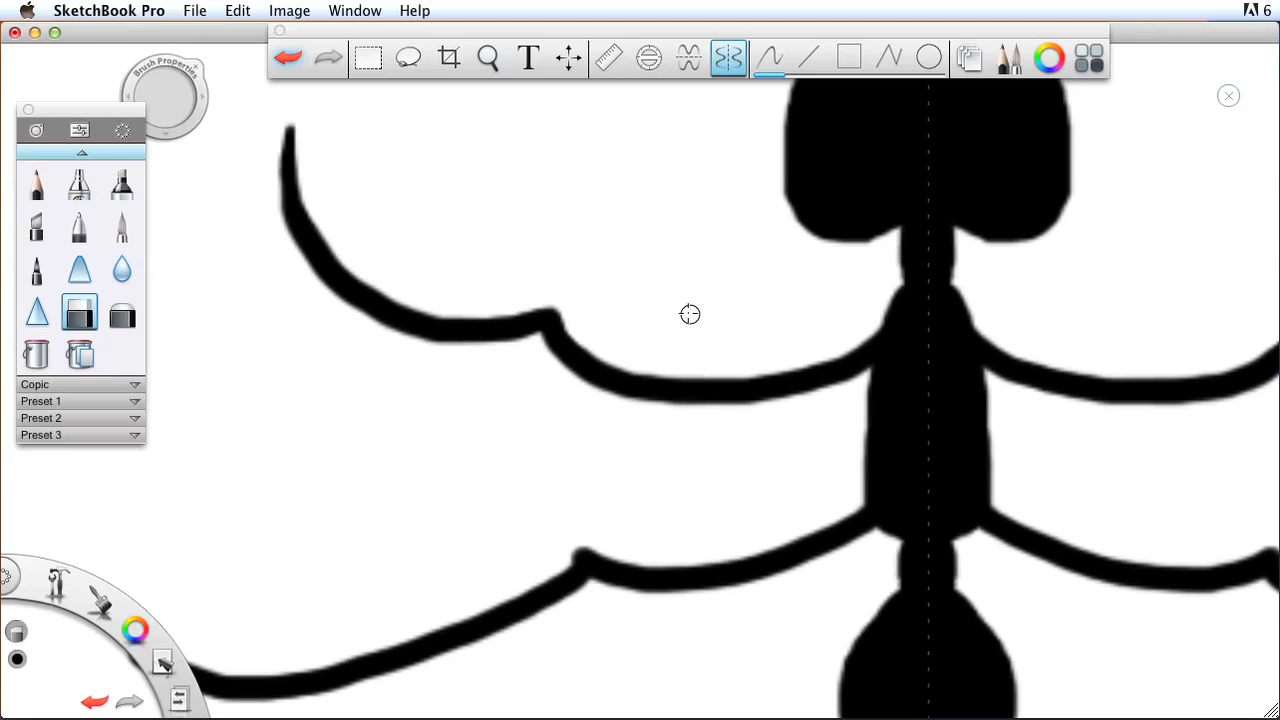 SketchBook Pro File Edit Image Window Help 6
T
Brush Properties
Copic
Preset 1
Preset 2
Preset 3